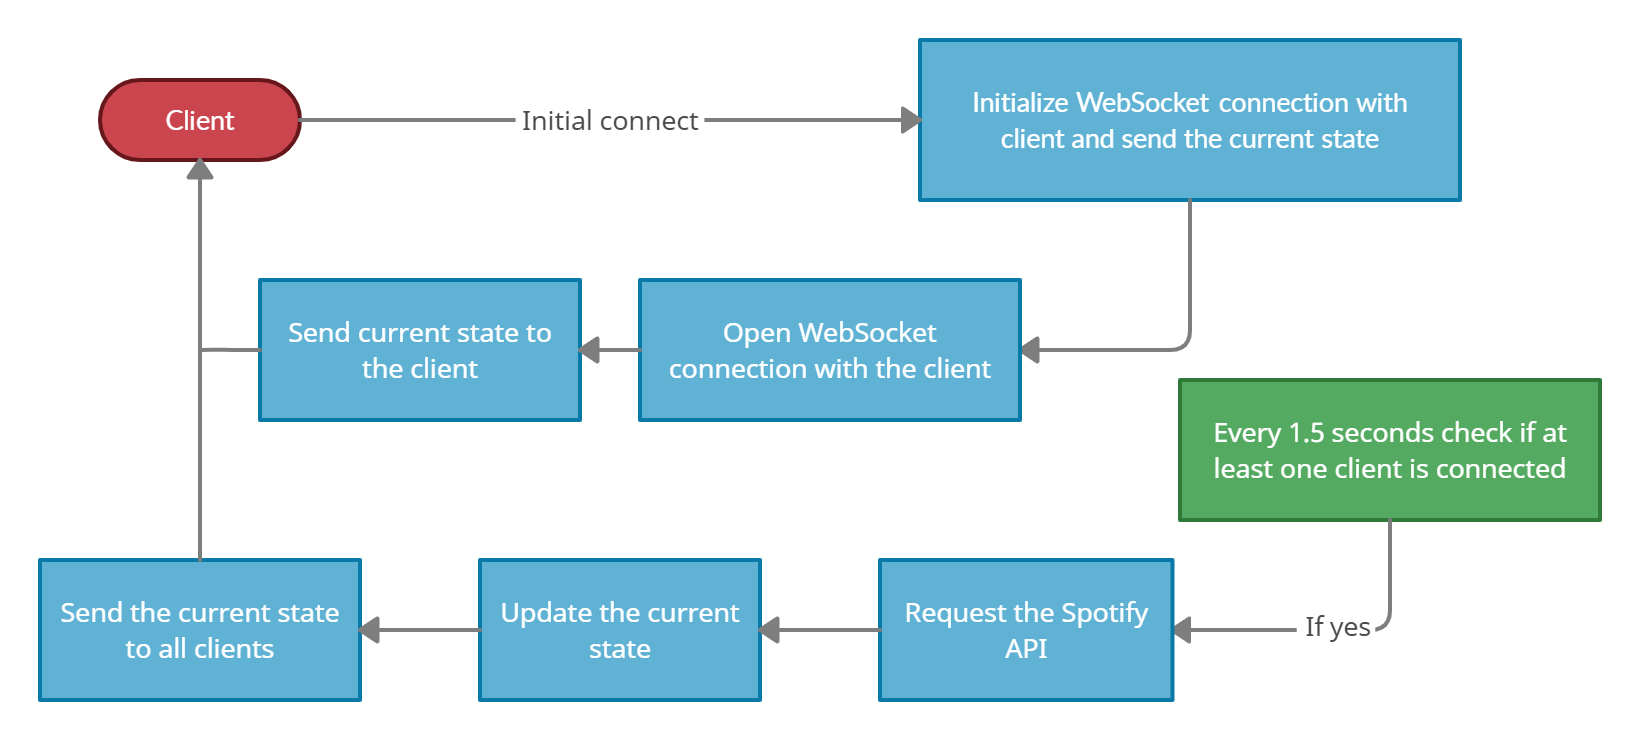 Client
Initial connect
Initialize WebSocket connection with
client and send the current state
Send current state to
the client
Open WebSocket
connection with the client
Every 1.5 seconds check if at
least one client is connected
If yes
Request the Spotify
API
Update the current
state
Send the current state
to all clients